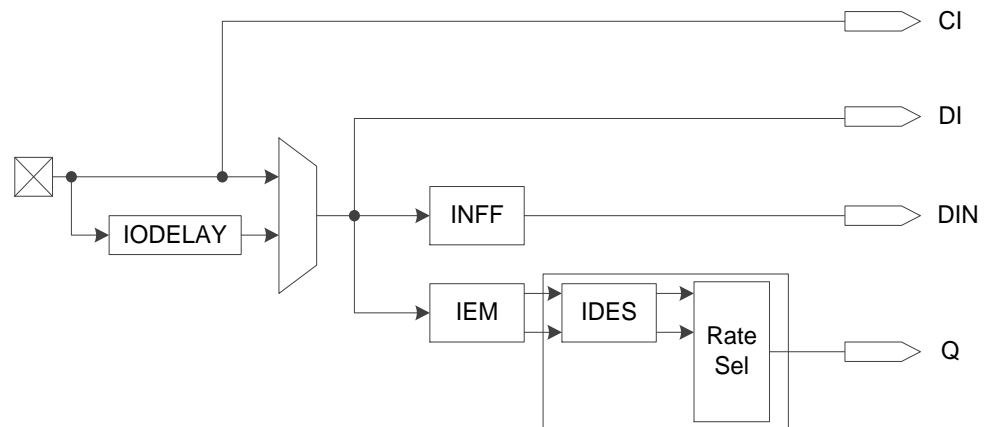 CI
DI
INFF
DIN
IODELAY
IEM
IDES
Rate
Sel
Q